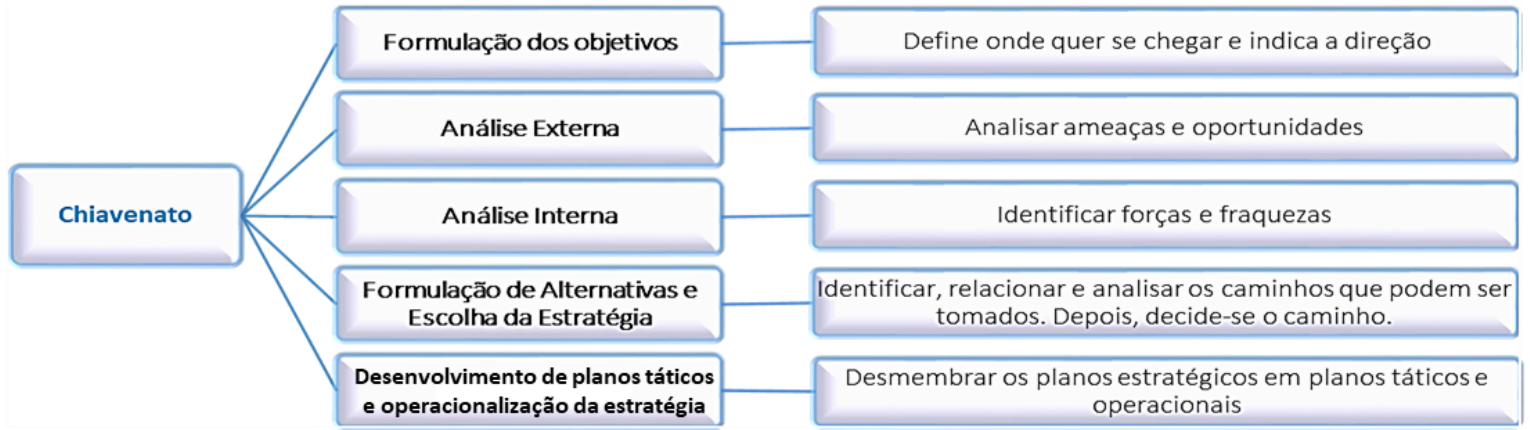 Chiavenato
Formulação dos objetivos
Define onde quer se chegar e indica a direção
Análise Externa
Analisar ameaças e oportunidades
Análise Interna
Identificar forças e fraquezas
Formulação de Alternativas e
Escolha da Estratégia
Identificar, relacionar e analisar os caminhos que podem ser
tomados. Depois, decide-se o caminho.
Desenvolvimento de planos táticos
e operacionalização da estratégia
Desmembrar os planos estratégicos em planos táticos e
operacionais